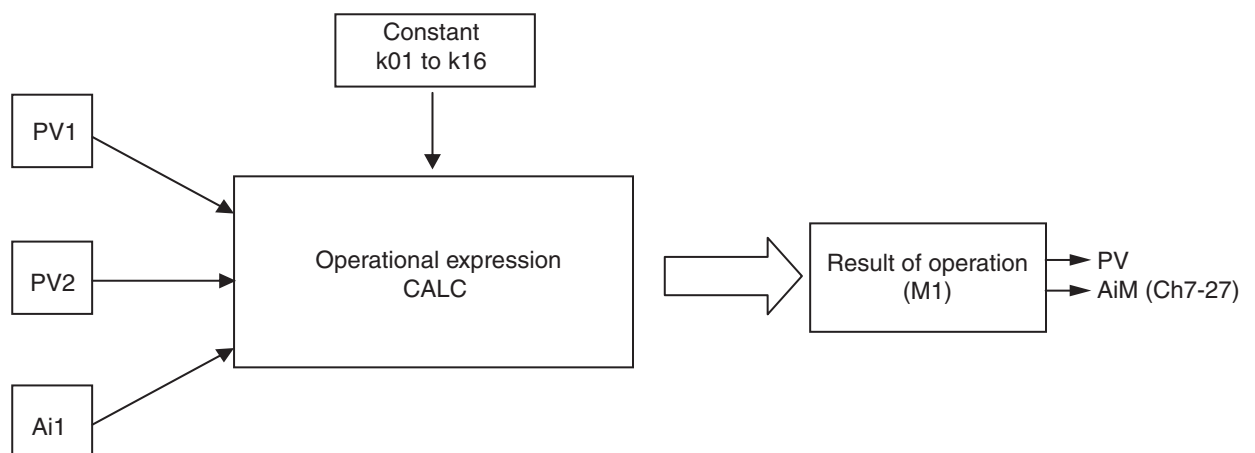 Constant
k01 to k16
PV1
PV2
Ai1
Operational expression
CALC
Result of operation
(M1)
PV
AiM (Ch7-27)